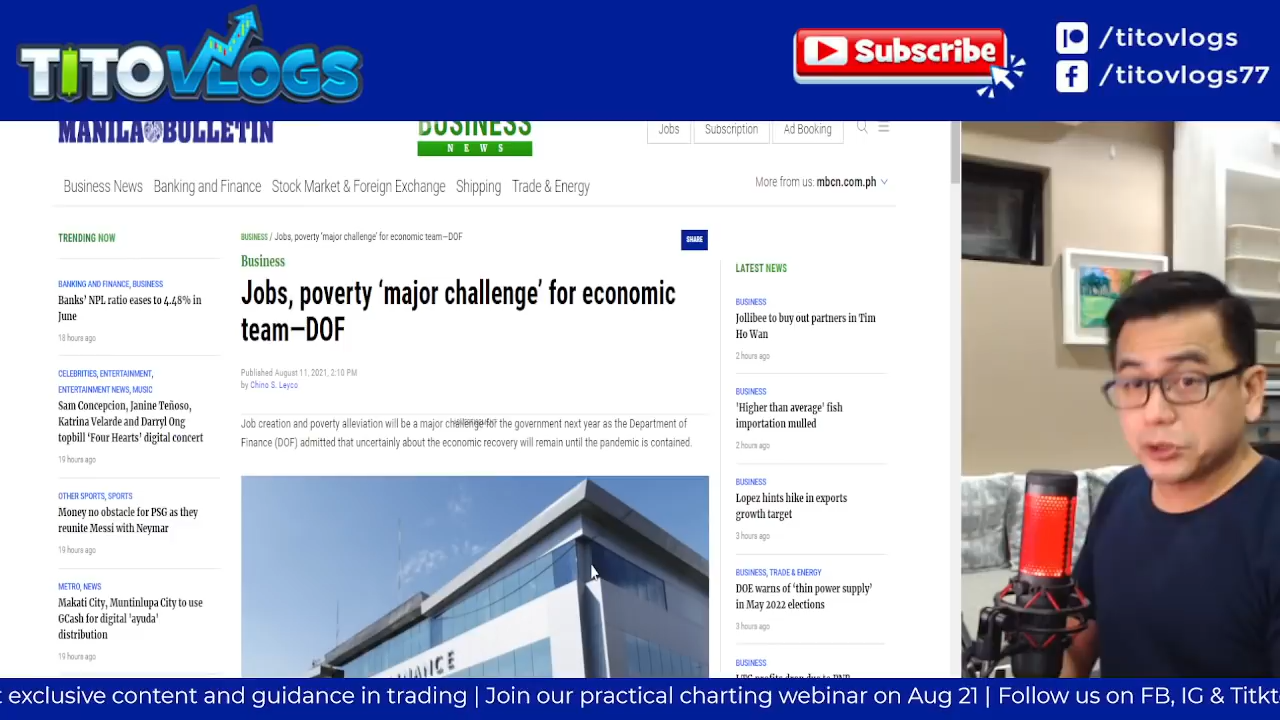 TITOVLOGS
Subscribe
/titovlogs
/titovlogs77
MANILA BULLETIN
BUSINESS
NEWS
Jobs
Subscription
Ad Booking
Business News
Banking and Finance
Stock Market & Foreign Exchange
Shipping
Trade & Energy
More from us: mbcn.com.ph
TRENDING NOW
BANKING AND FINANCE, BUSINESS
Banks' NPL ratio eases to 4.48% in
June
18 hours ago
CELEBRITIES, ENTERTAINMENT,
ENTERTAINMENT NEWS, MUSIC
Sam Concepcion, Janine Teñoso,
Katrina Velarde and Darryl Ong
topbill 'Four Hearts' digital concert
19 hours ago
OTHER SPORTS, SPORTS
Money no obstacle for PSG as they
reunite Messi with Neymar
19 hours ago
METRO, NEWS
Makati City, Muntinlupa City to use
GCash for digital 'ayuda'
distribution
19 hours ago
BUSINESS / Jobs, poverty 'major challenge' for economic team—DOF
SHARE
Business
Jobs, poverty 'major challenge' for economic
team—DOF
Published August 11, 2021, 2:10 PM
by Chino S. Leyco
Job creation and poverty alleviation will be a major challenge for the government next year as the Department of
Finance (DOF) admitted that uncertainly about the economic recovery will remain until the pandemic is contained.
LATEST NEWS
BUSINESS
Jollibee to buy out partners in Tim
Ho Wan
2 hours ago
BUSINESS
'Higher than average' fish
importation mulled
2 hours ago
BUSINESS
Lopez hints hike in exports
growth target
3 hours ago
BUSINESS, TRADE & ENERGY
DOE warns of 'thin power supply'
in May 2022 elections
3 hours ago
BUSINESS
t exclusive content and guidance in trading | Join our practical charting webinar on Aug 21 | Follow us on FB, IG & Titkt